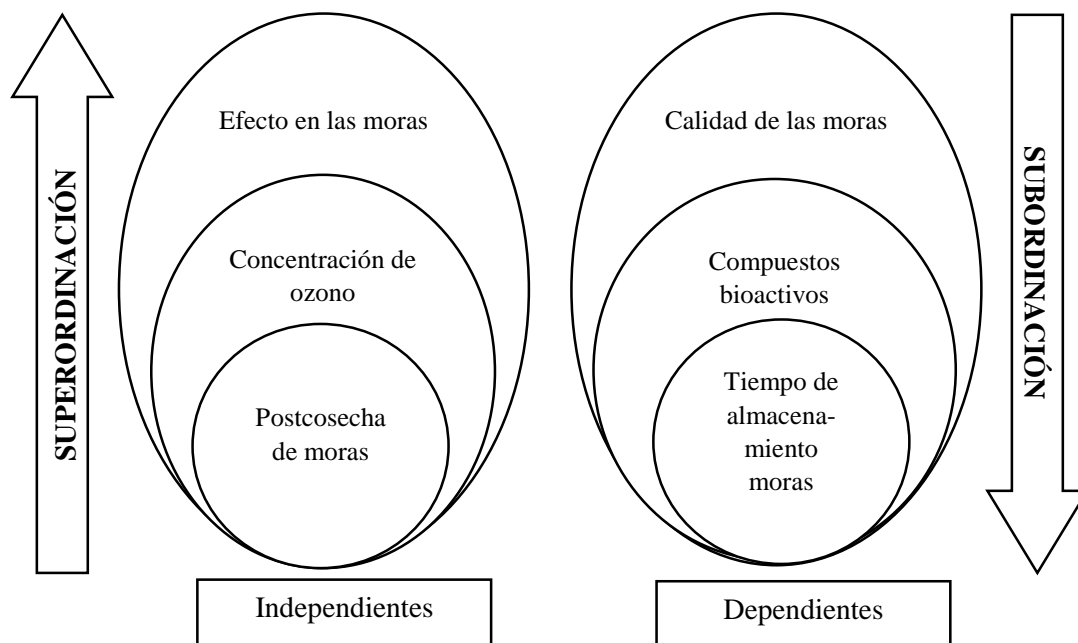 SUPERORDINACIÓN
Efecto en las moras
Concentración de
ozono
Postcosecha
de moras
Independientes
Calidad de las moras
Compuestos
bioactivos
Tiempo de
almacena-
miento
moras
Dependientes
SUBORDINACIÓN